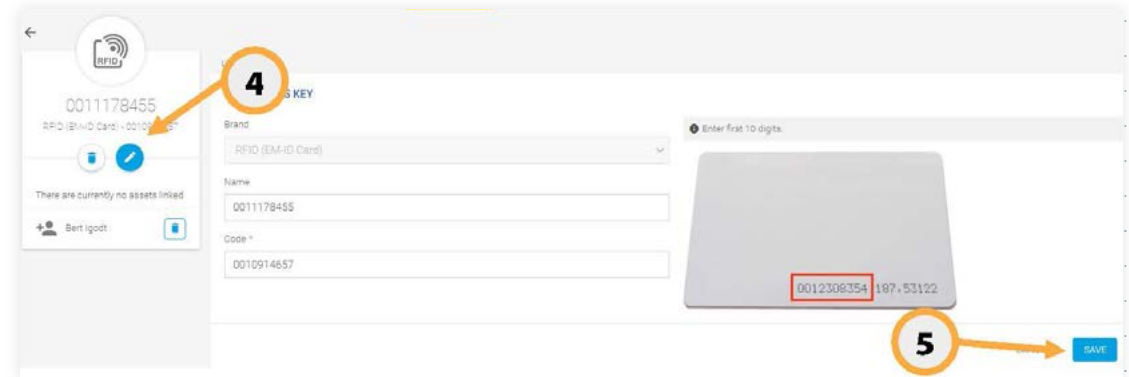 RFID
0011178455
RFID (EM-ID Card) -
There are currently no assets linked
Bert Igodt
4
S KEY
Brand
RFID (EM-ID Card)
Name
0011178455
Code *
0010914657
Enter first 10 digits.
0012308354 187.53122
5
SAVE